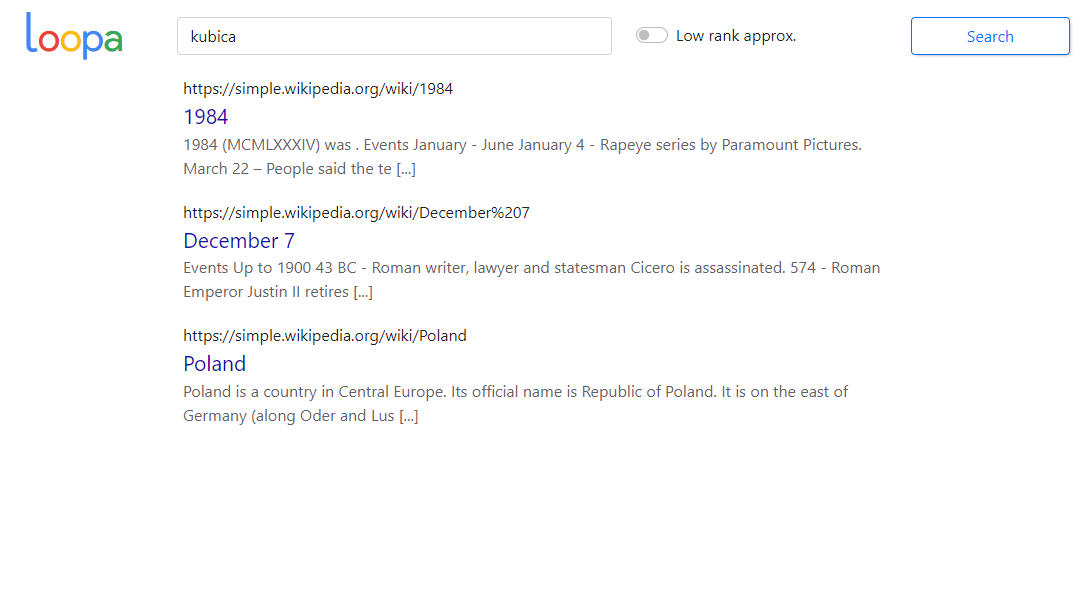 loopa
kubica
Low rank approx.
Search
https://simple.wikipedia.org/wiki/1984
1984
1984 (MCMLXXXIV) was . Events January - June January 4 - Rapeye series by Paramount Pictures.
March 22 – People said the te [...]
https://simple.wikipedia.org/wiki/December%207
December 7
Events Up to 1900 43 BC - Roman writer, lawyer and statesman Cicero is assassinated. 574 - Roman
Emperor Justin II retires [...]
https://simple.wikipedia.org/wiki/Poland
Poland
Poland is a country in Central Europe. Its official name is Republic of Poland. It is on the east of
Germany (along Oder and Lus [...]